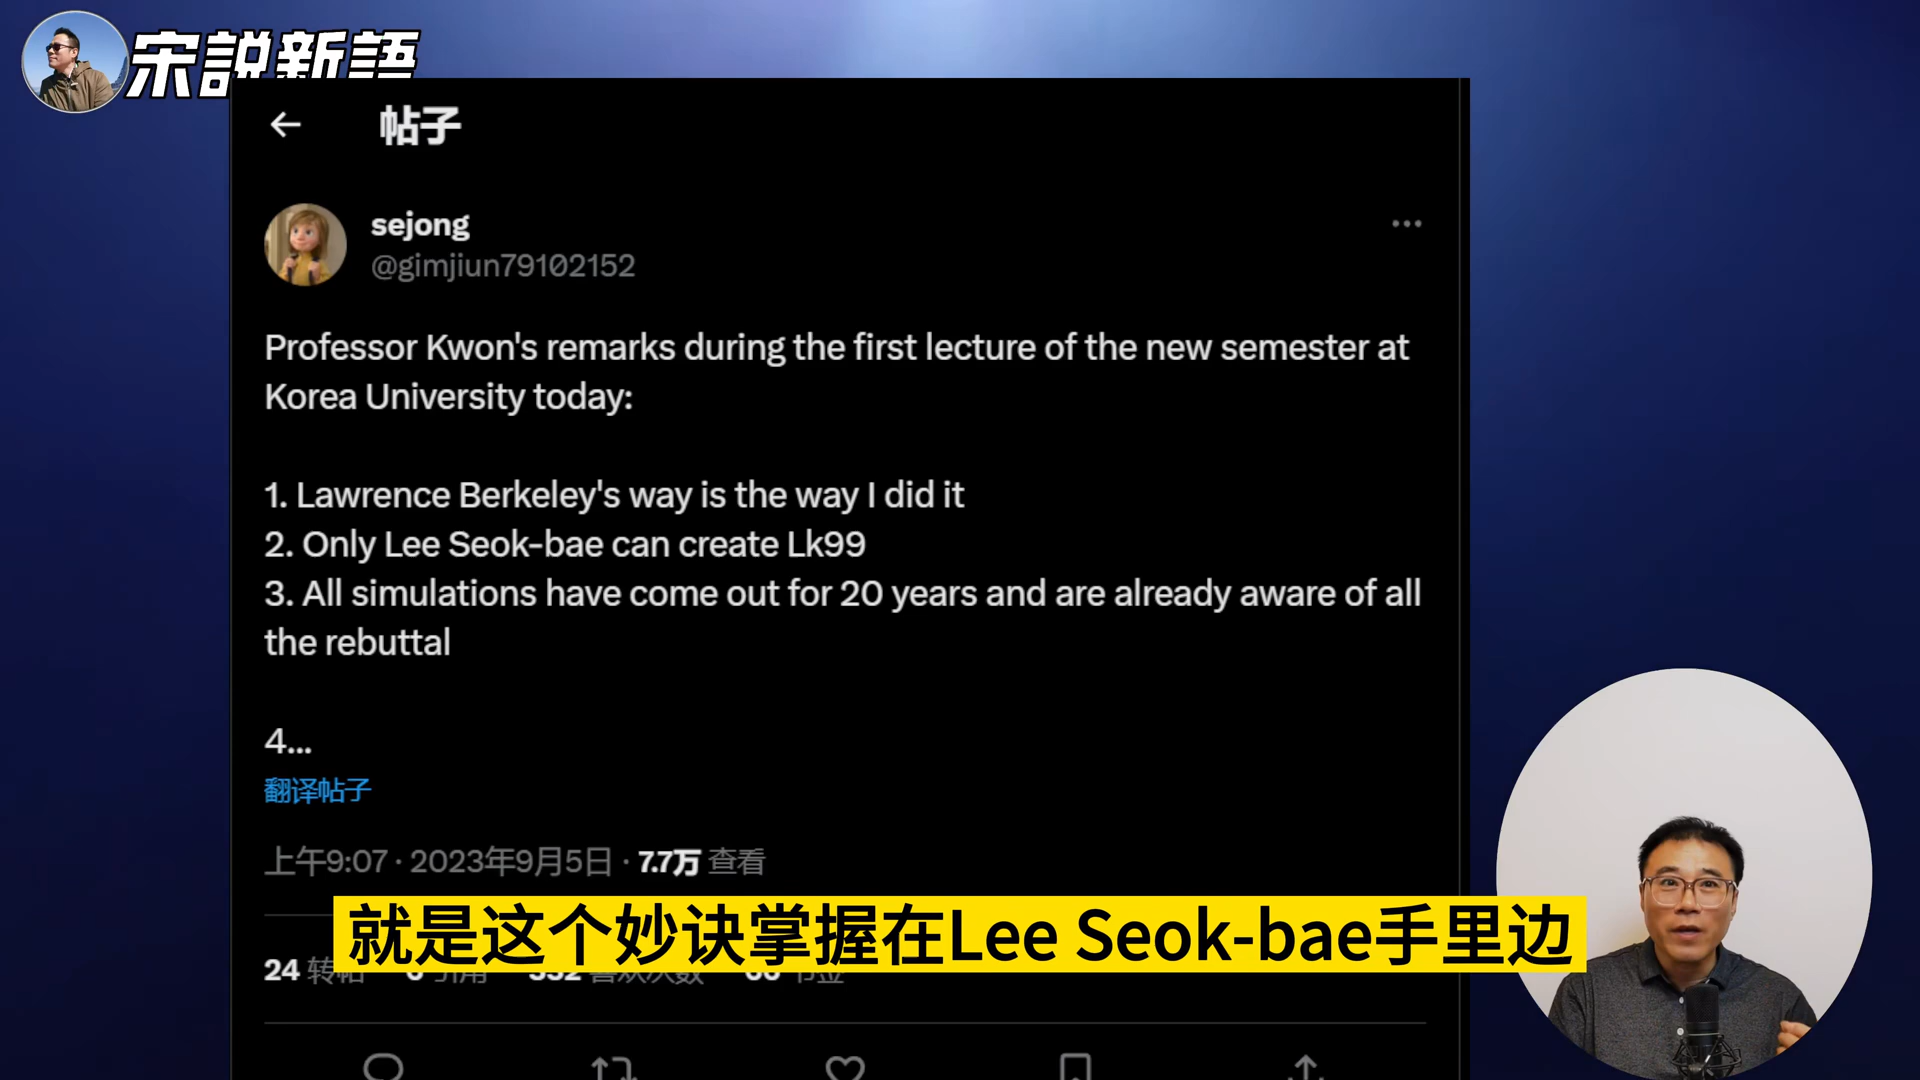 宋説新語
帖子
sejong
@gimjiun79102152
Professor Kwon's remarks during the first lecture of the new semester at
Korea University today:
1. Lawrence Berkeley's way is the way I did it
2. Only Lee Seok-bae can create Lk99
3. All simulations have come out for 20 years and are already aware of all
the rebuttal
4...
翻译帖子
上午9:07 · 2023年9月5日 · 7.7万 查看
就是这个妙诀掌握在Lee Seok-bae手里边
24 转帖